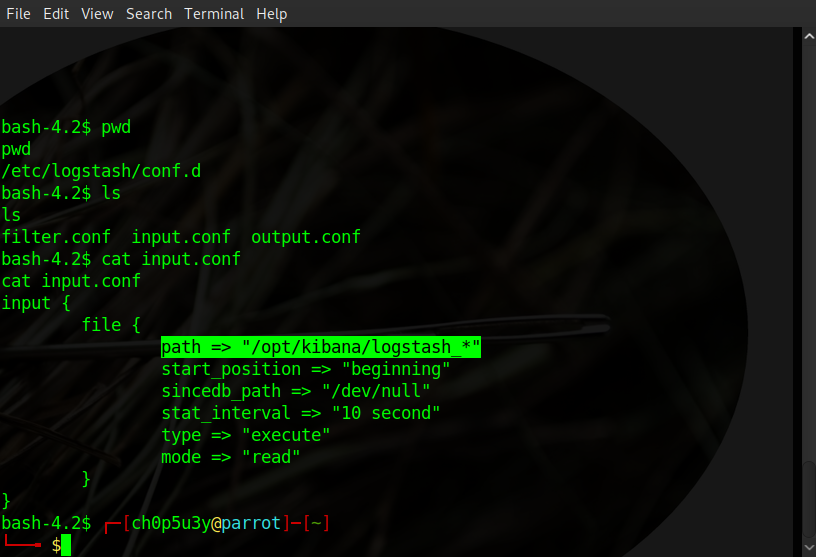 File Edit View Search Terminal Help
bash-4.2$ pwd
pwd
/etc/logstash/conf.d
bash-4.2$ ls
ls
filter.conf  input.conf  output.conf
bash-4.2$ cat input.conf
cat input.conf
input {
        file {
                path => "/opt/kibana/logstash_*"
                start_position => "beginning"
                sincedb_path => "/dev/null"
                stat_interval => "10 second"
                type => "execute"
                mode => "read"
        }
}
bash-4.2$ ┌─[ch0p5u3y@parrot]─[~]
└──╼ $